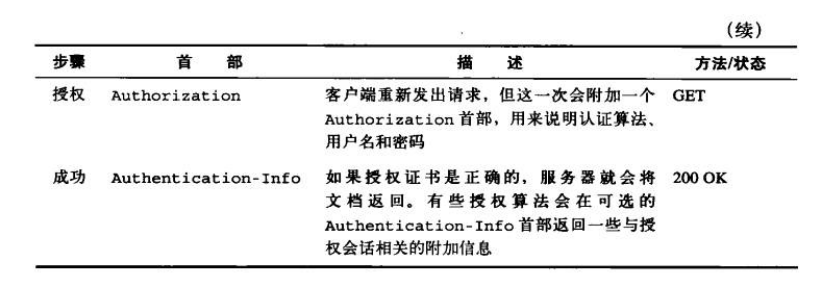 (续)
步骤 首 部 描 述 方法/状态
授权 Authorization 客户端重新发出请求，但这一次会附加一个 GET
Authorization 首部，用来说明认证算法、
用户名和密码
成功 Authentication-Info 如果授权证书是正确的，服务器就会将 200 OK
文档返回。有些授权算法会在可选的
Authentication-Info 首部返回一些与授
权会话相关的附加信息